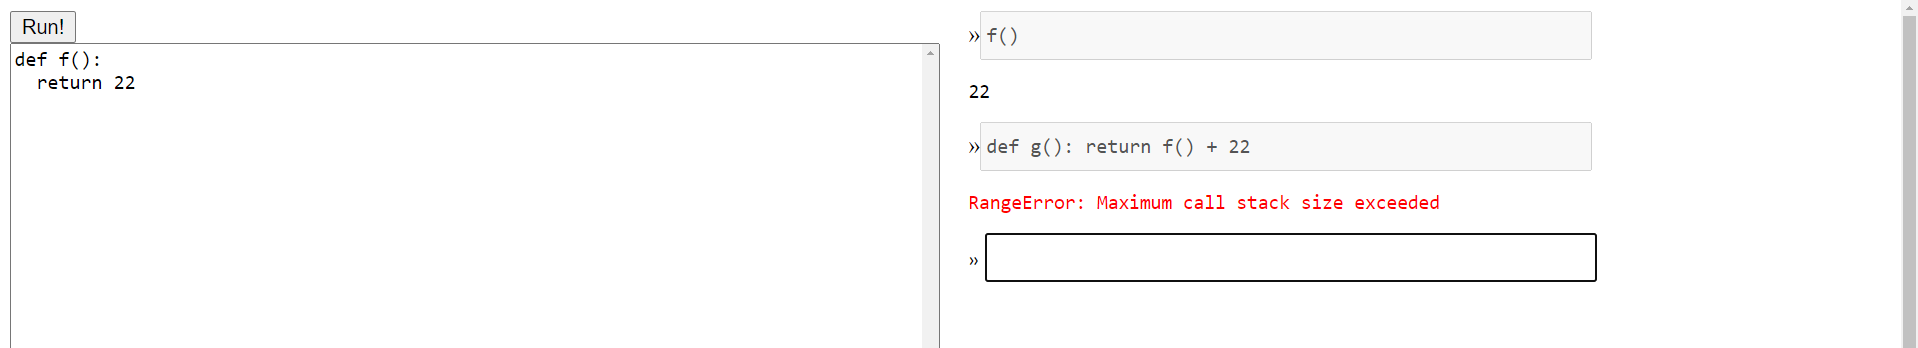 Run!
def f():
  return 22
» f()
22
» def g(): return f() + 22
RangeError: Maximum call stack size exceeded
»